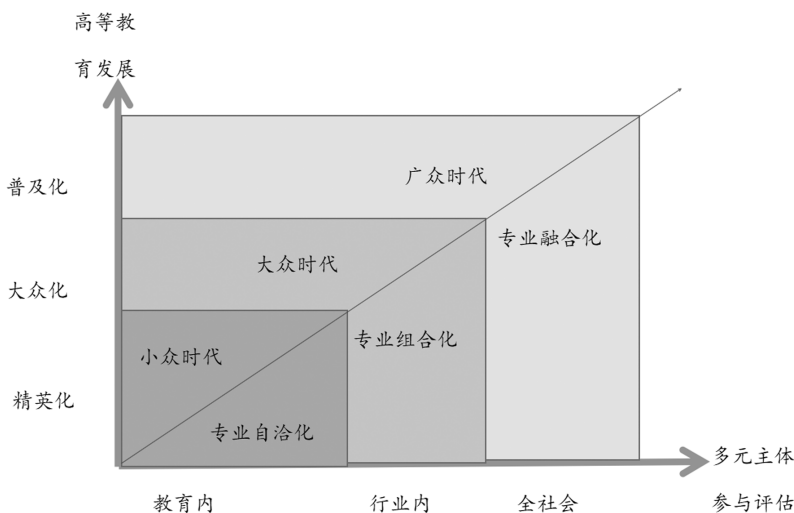 高等教
育发展
普及化
广众时代
专业融合化
大众化
大众时代
专业组合化
小众时代
精英化
专业自洽化
多元主体
教育内
行业内
全社会
参与评估